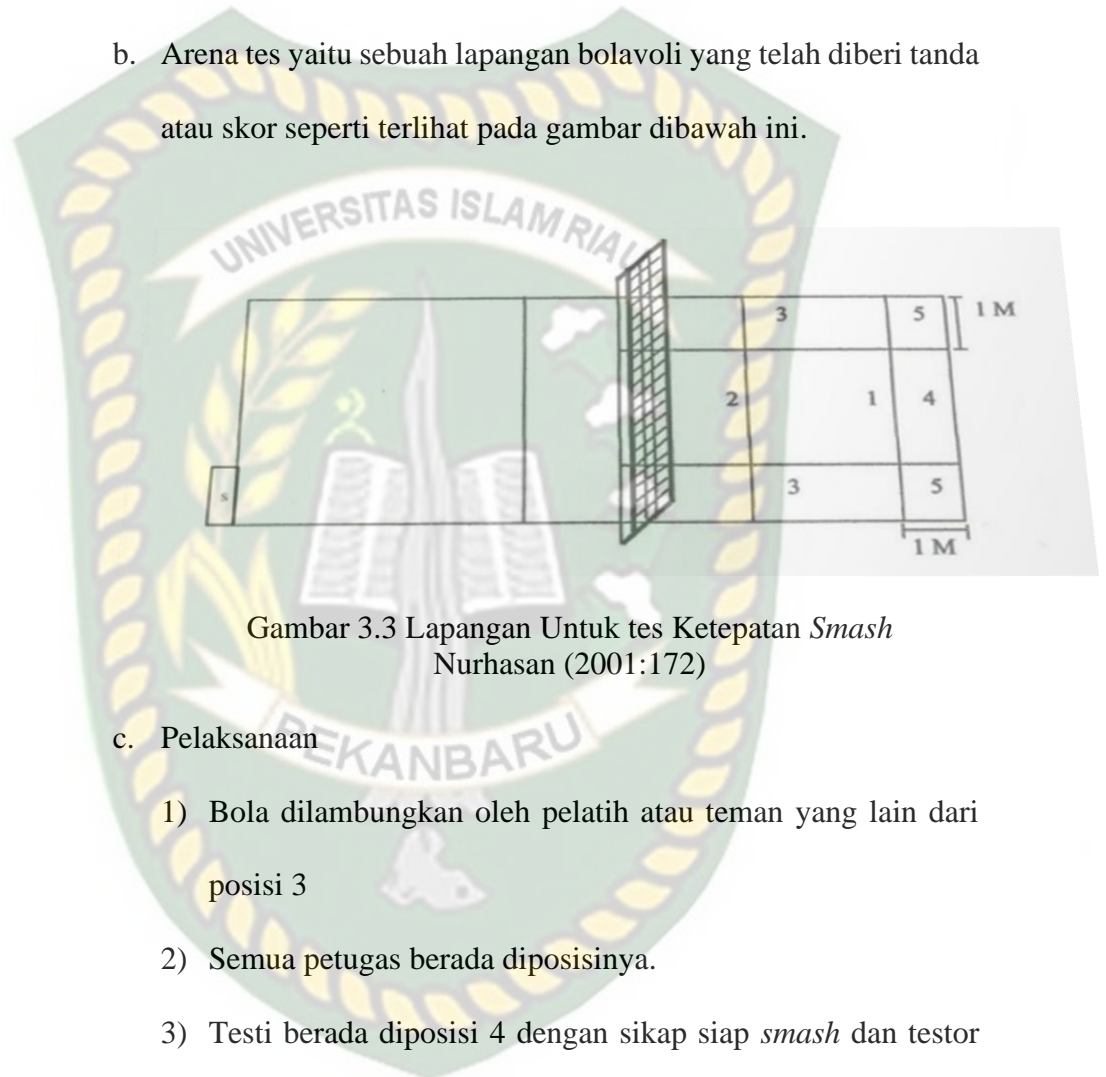 b. Arena tes yaitu sebuah lapangan bolavoli yang telah diberi tanda
atau skor seperti terlihat pada gambar dibawah ini.
UNIVERSITAS ISLAM RIAU
3 5 1 M
2 1 4
s 3 5
1 M
Gambar 3.3 Lapangan Untuk tes Ketepatan Smash
Nurhasan (2001:172)
PEKANBARU
c. Pelaksanaan
1) Bola dilambungkan oleh pelatih atau teman yang lain dari
posisi 3
2) Semua petugas berada diposisinya.
3) Testi berada diposisi 4 dengan sikap siap smash dan testor